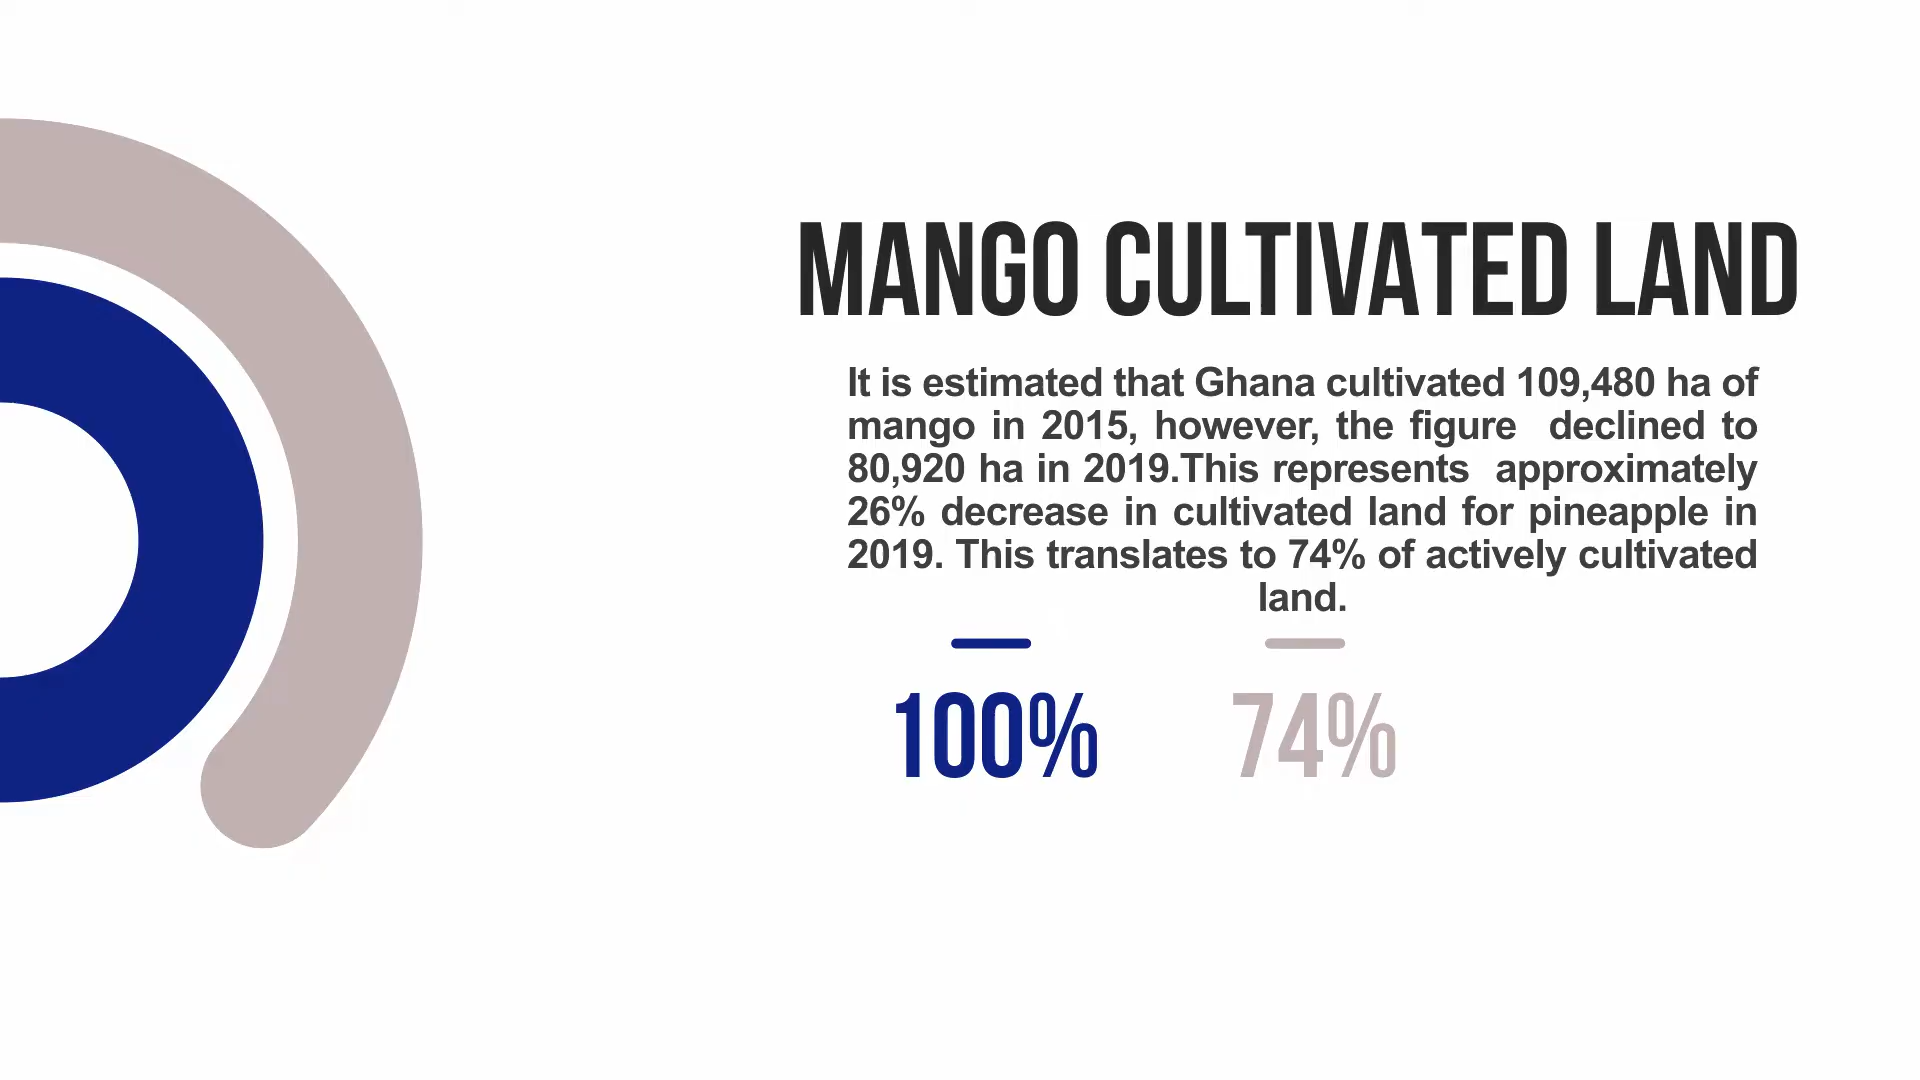 MANGO CULTIVATED LAND
It is estimated that Ghana cultivated 109,480 ha of
mango in 2015, however, the figure declined to
80,920 ha in 2019.This represents approximately
26% decrease in cultivated land for pineapple in
2019. This translates to 74% of actively cultivated
land.
100% 74%